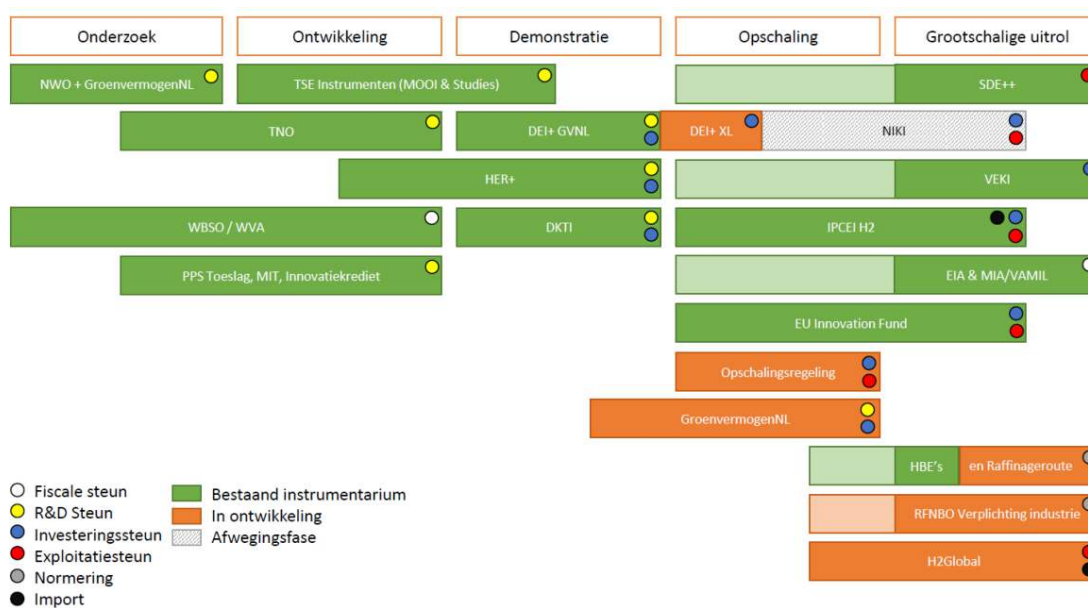 Onderzoek
Ontwikkeling
Demonstratie
Opschaling
Grootschalige uitrol
NWO + GroenvermogenNL
TSE Instrumenten (MOOI & Studies)
SDE++
TNO
DEI+ GVNL
DEI+ XL
NIKI
HER+
VEKI
WBSO / WVA
DKTI
IPCEI H2
PPS Toeslag, MIT, Innovatiekrediet
EIA & MIA/VAMIL
EU Innovation Fund
Opschalingsregeling
GroenvermogenNL
HBE's
en Raffinageroute
RFNBO Verplichting industrie
H2Global
Fiscale steun
R&D Steun
Investeringssteun
Exploitatiesteun
Normering
Import
Bestaand instrumentarium
In ontwikkeling
Afwegingsfase